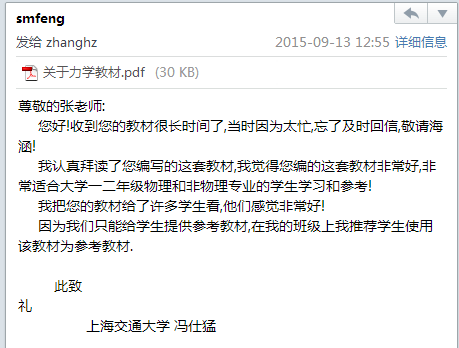 smfeng
发给 zhanghz 2015-09-13 12:55 详细信息
关于力学教材.pdf (30 KB)
尊敬的张老师:
您好!收到您的教材很长时间了,当时因为太忙,忘了及时回信,敬请海
涵!
我认真拜读了您编写的这套教材,我觉得您编的这套教材非常好,非
常适合大学一二年级物理和非物理专业的学生学习和参考!
我把您的教材给了许多学生看,他们感觉非常好!
因为我们只能给学生提供参考教材,在我的班级上我推荐学生使用
该教材为参考教材.
此致
礼
上海交通大学 冯仕猛